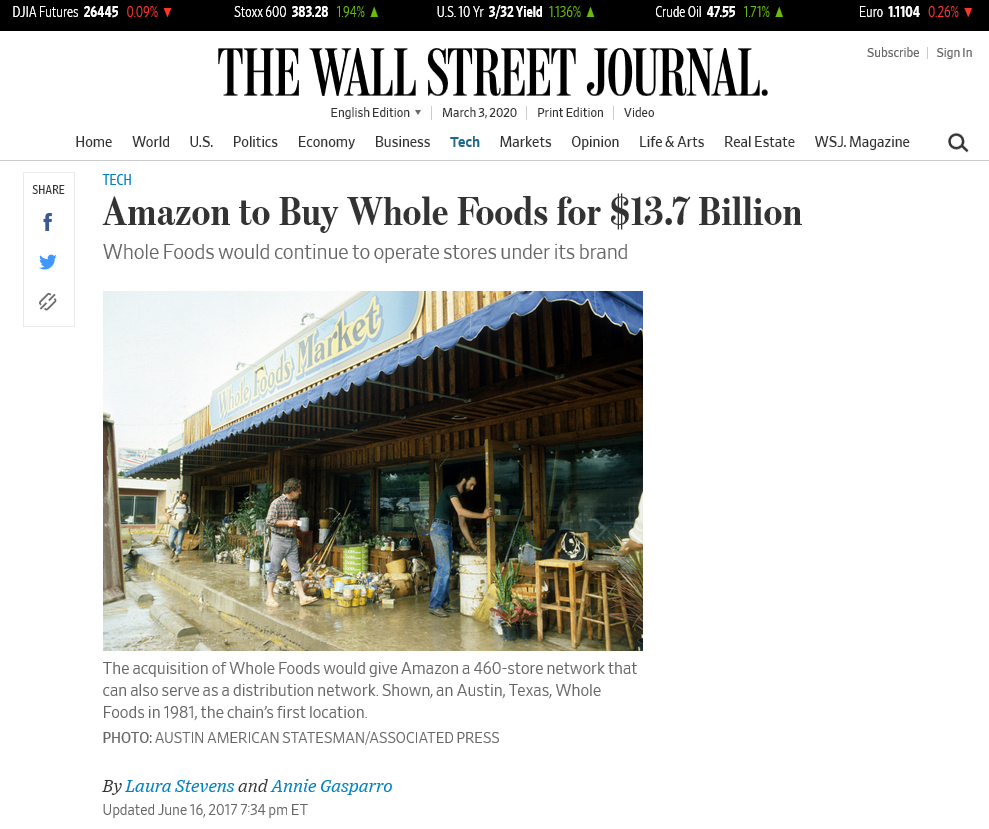 DJIA Futures 26445 0.09% ▼ Stoxx 600 383.28 1.94% ▲ U.S. 10 Yr 3/32 Yield 1.136% ▲ Crude Oil 47.55 1.71% ▲ Euro 1.1104 0.26% ▼
THE WALL STREET JOURNAL.
Subscribe Sign In
English Edition ▼ March 3, 2020 Print Edition Video
Home World U.S. Politics Economy Business Tech Markets Opinion Life & Arts Real Estate WSJ. Magazine
SHARE
TECH
Amazon to Buy Whole Foods for $13.7 Billion
Whole Foods would continue to operate stores under its brand
Whole Foods Market
The acquisition of Whole Foods would give Amazon a 460-store network that
can also serve as a distribution network. Shown, an Austin, Texas, Whole
Foods in 1981, the chain's first location.
PHOTO: AUSTIN AMERICAN STATESMAN/ASSOCIATED PRESS
By Laura Stevens and Annie Gasparro
Updated June 16, 2017 7:34 pm ET